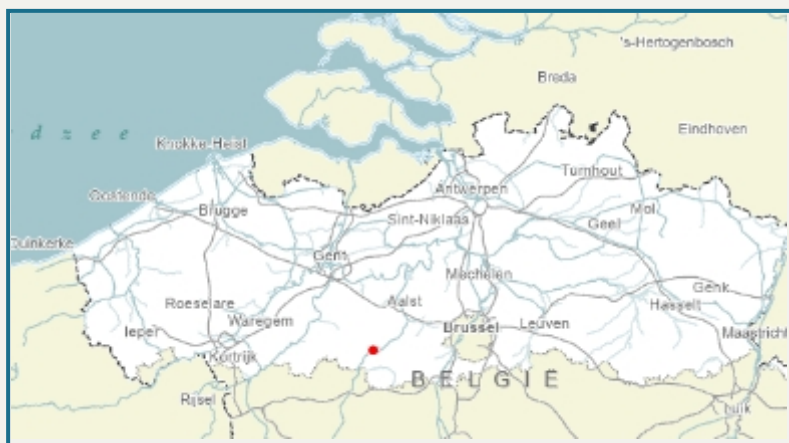 's-Hertogenbosch
Breda
Eindhoven
dzee
Knokke-Heist
Oostende
Brugge
Duinkerke
Antwerpen
Turnhout
Sint-Niklaas
Geel
Mol
Gent
Mechelen
Genk
Roeselare
Aalst
Hasselt
Waregem
Ieper
Brussel
Leuven
Maastricht
Kortrijk
BELGIË
Rijsel
Luik